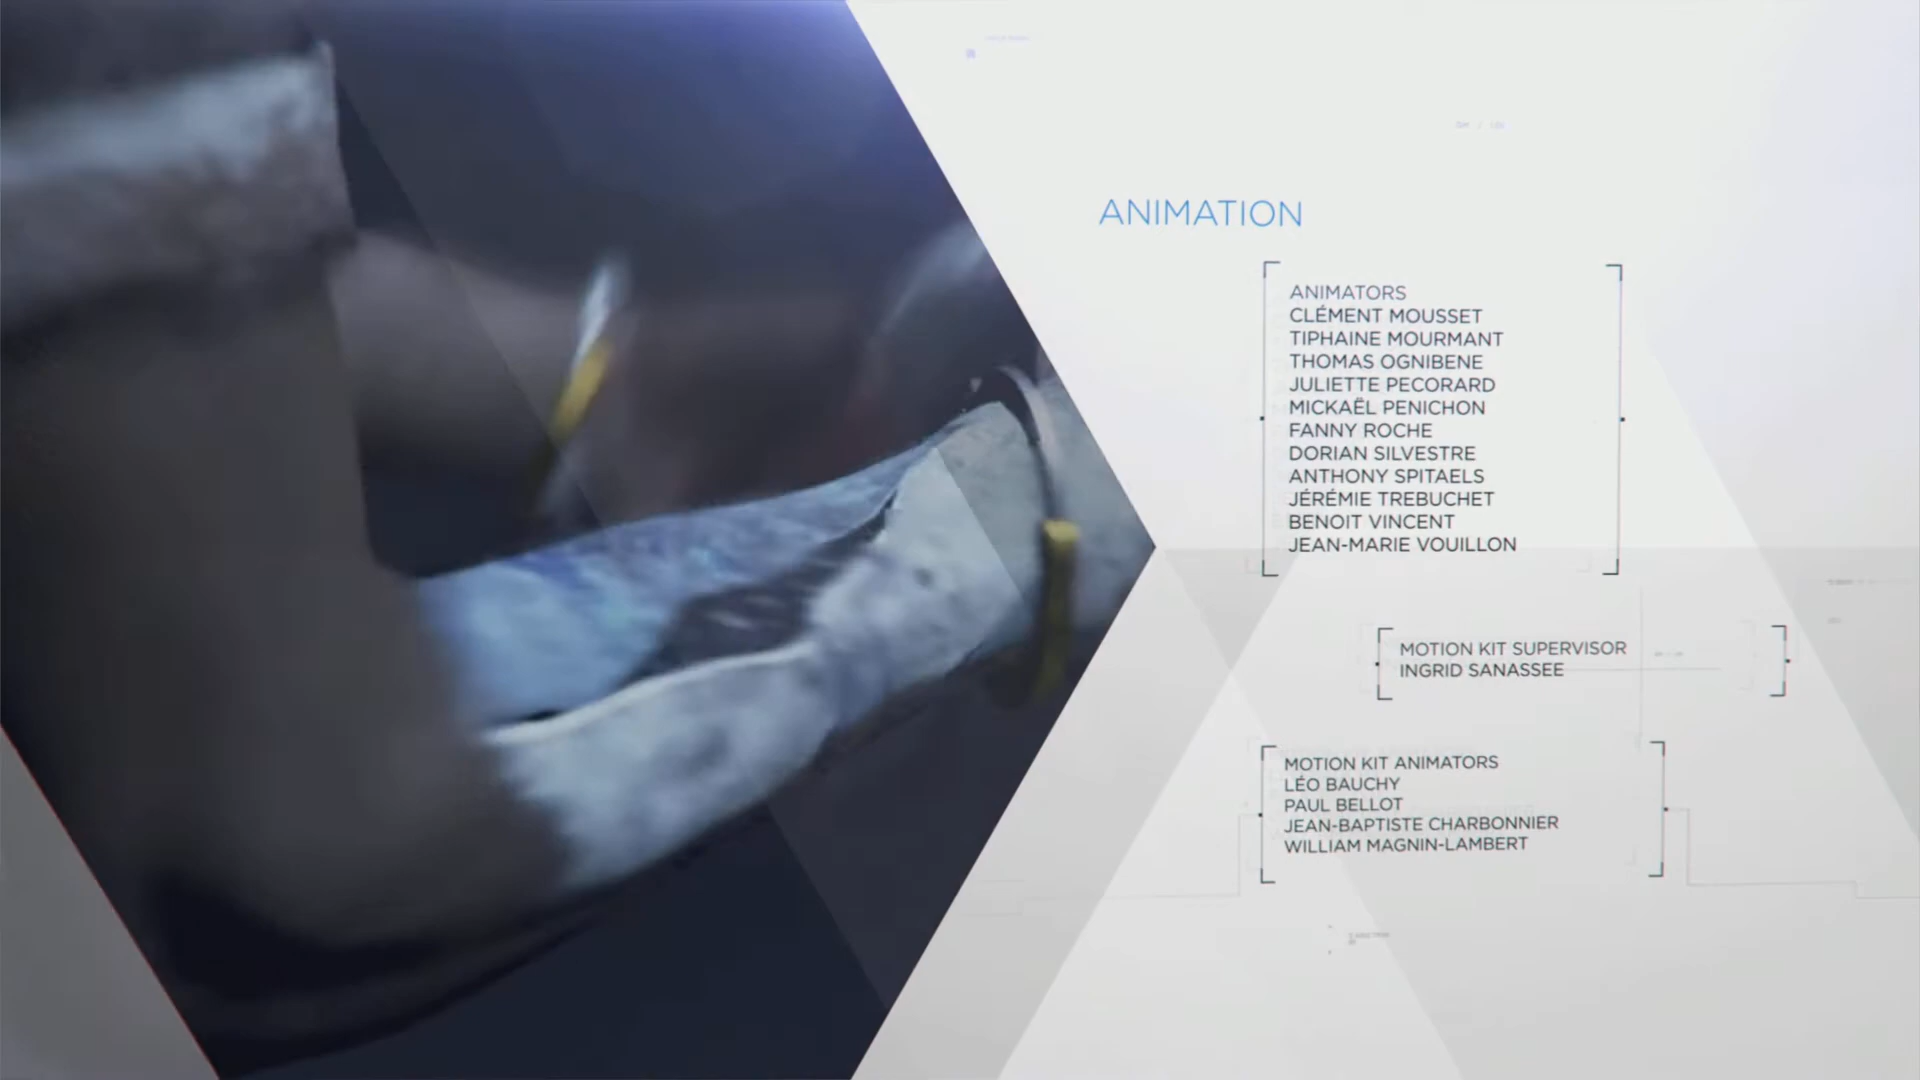 ANIMATION
ANIMATORS
CLÉMENT MOUSSET
TIPHAINE MOURMANT
THOMAS OGNIBENE
JULIETTE PECORARD
MICKAËL PENICHON
FANNY ROCHE
DORIAN SILVESTRE
ANTHONY SPITAELS
JÉRÉMIE TREBUCHET
BENOIT VINCENT
JEAN-MARIE VOUILLON
MOTION KIT SUPERVISOR
INGRID SANASSEE
MOTION KIT ANIMATORS
LÉO BAUCHY
PAUL BELLOT
JEAN-BAPTISTE CHARBONNIER
WILLIAM MAGNIN-LAMBERT